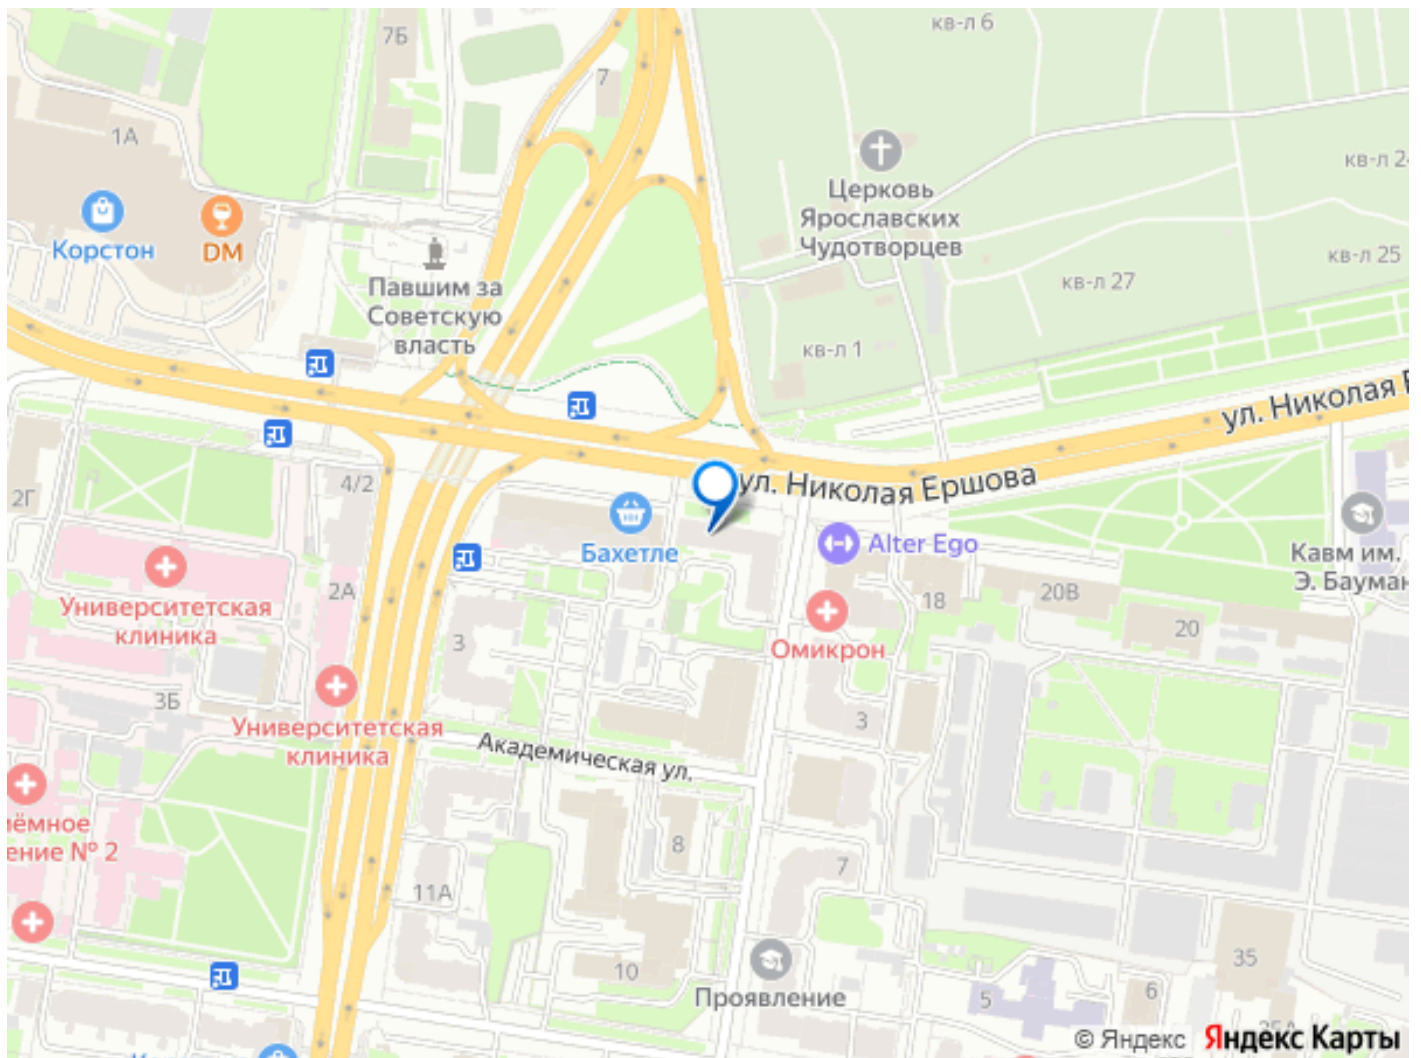 кв-л 6
7Б
7
1А
кв-л 24
Церковь
Ярославских
Чудотворцев
Корстон
DM
кв-л 25
кв-л 27
Павшим за
Советскую
власть
кв-л 1
ул. Николая Е
ул. Николая Ершова
4/2
2Г
Бахетле
Alter Ego
Кавм им.
Э. Бауман
Университетская
клиника
2А
18
20В
20
3
Омикрон
3Б
3
Университетская
клиника
Академическая ул.
иёмное
ение № 2
8
7
11А
35
10
Проявление
5
6
© Яндекс Яндекс Карты